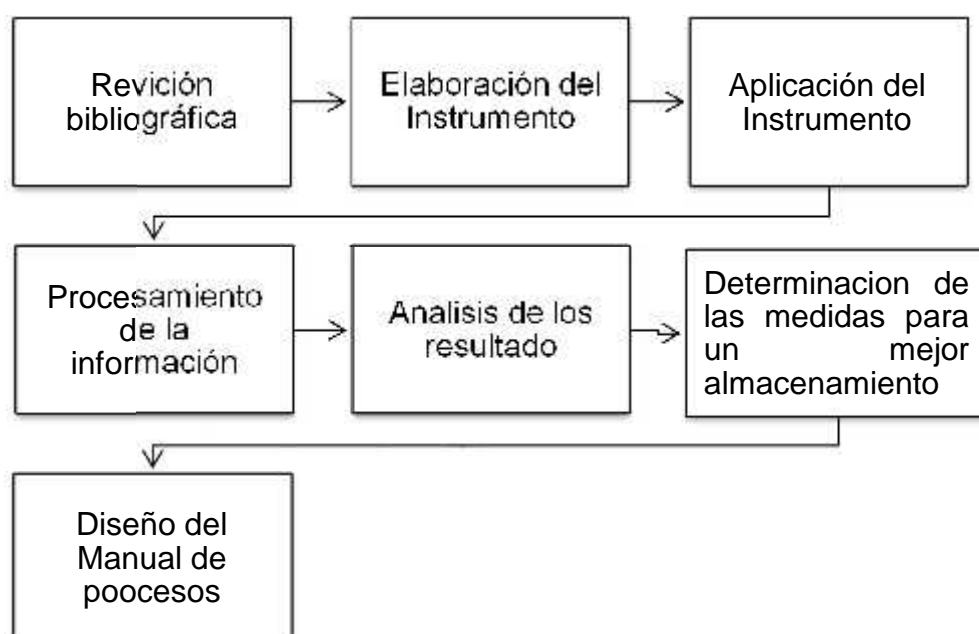 Revición
bibliográfica
Elaboración del
Instrumento
Aplicación del
Instrumento
Procesamiento
de la
información
Analisis de los
resultado
Determinacion de
las medidas para
un mejor
almacenamiento
Diseño del
Manual de
poocesos